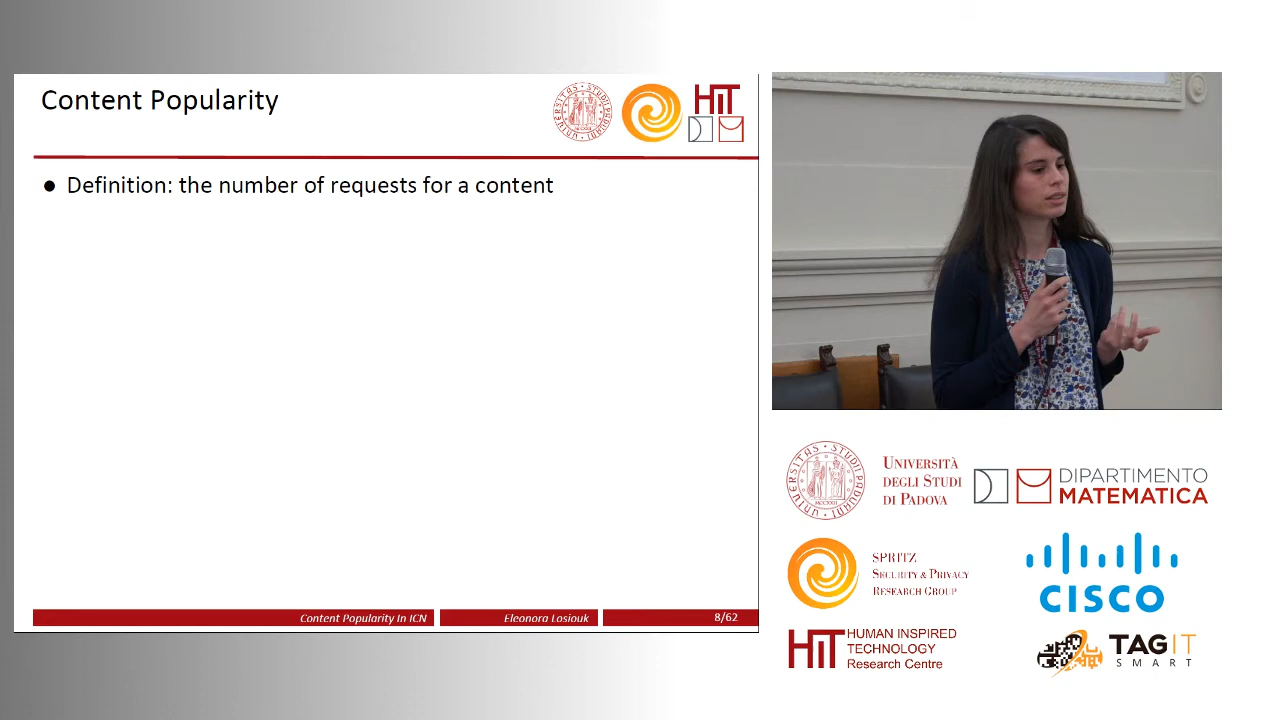 Content Popularity
HIT
● Definition: the number of requests for a content
Content Popularity In ICN
Eleonora Losiouk
8/62
UNIVERSITÀ
DEGLI STUDI
DI PADOVA
DIPARTIMENTO
MATEMATICA
SPRITZ
SECURITY & PRIVACY
RESEARCH GROUP
CISCO
HIT
HUMAN INSPIRED
TECHNOLOGY
Research Centre
TAGIT
SMART